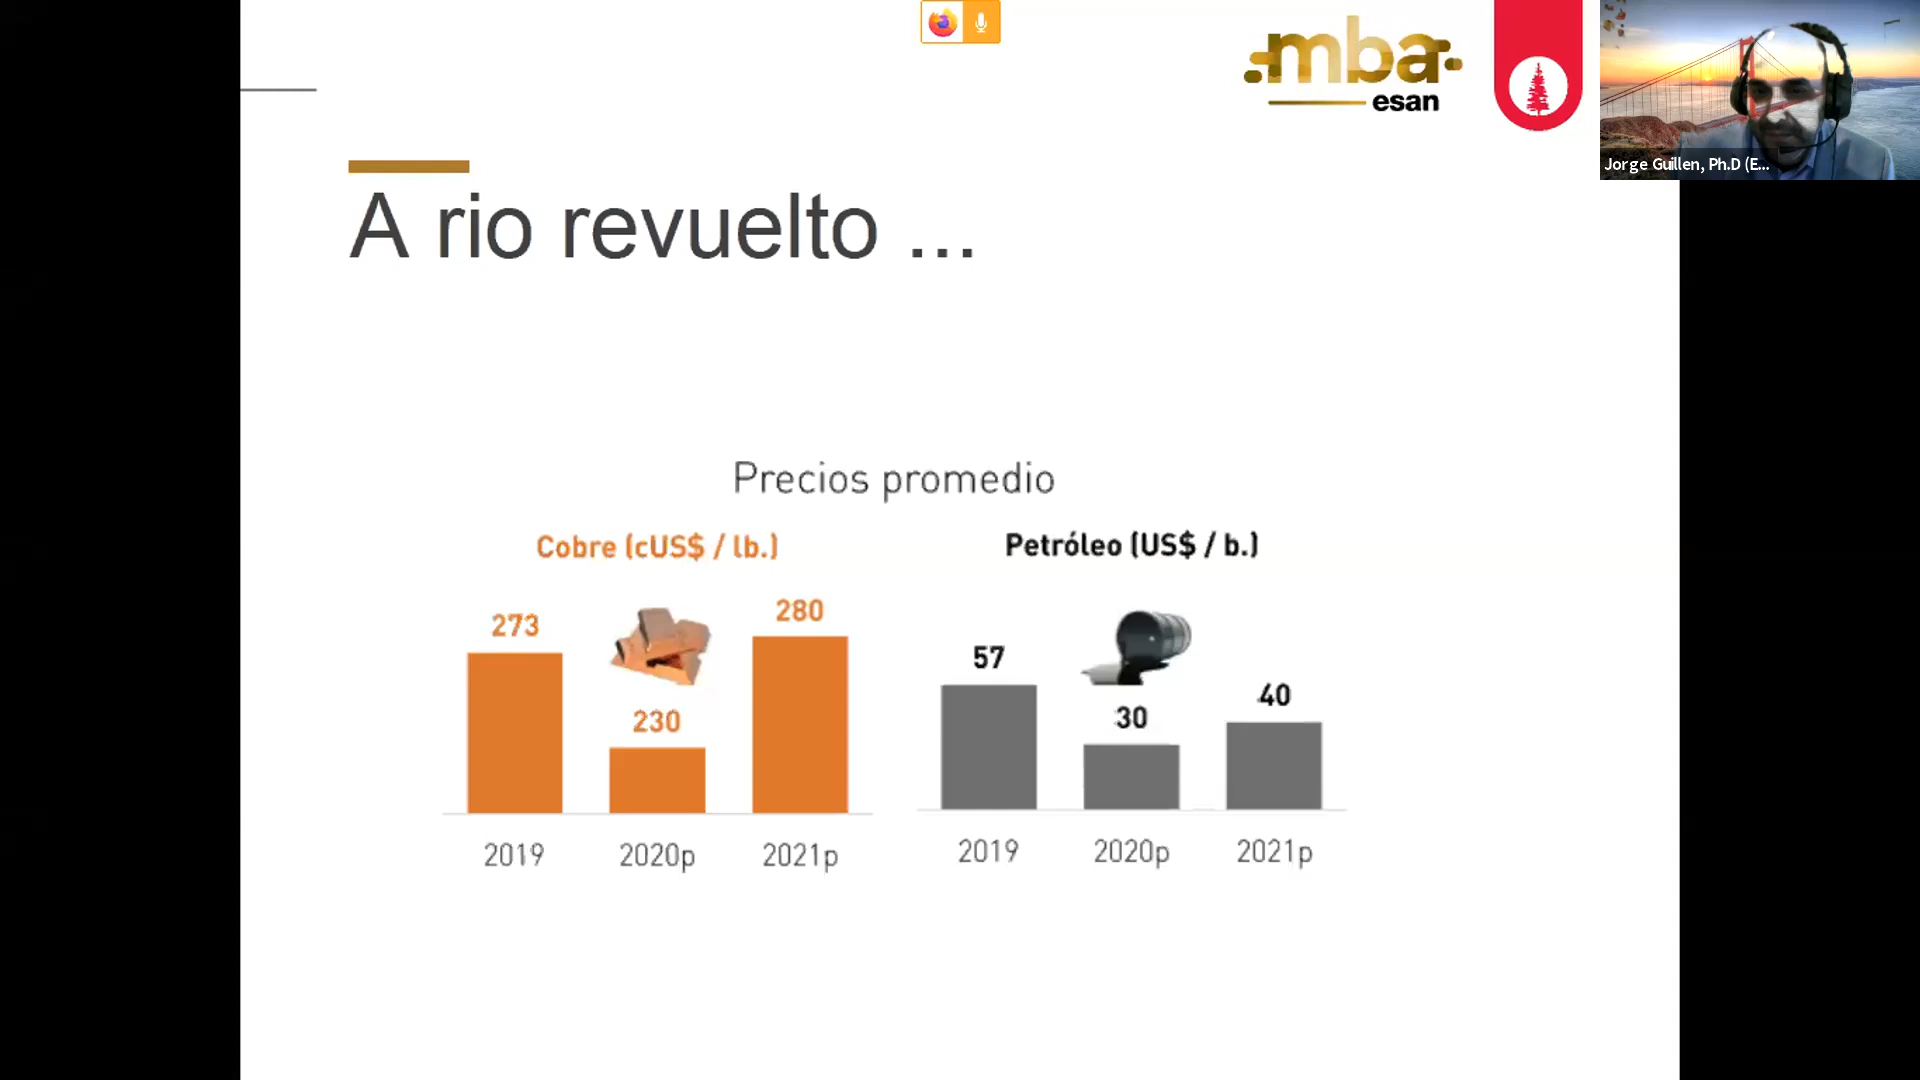 mba
esan
Jorge Guillen, Ph.D (E...
A rio revuelto ...
Precios promedio
Cobre (cUS$ / lb.)
273
230
280
2019
2020p
2021p
Petróleo (US$ / b.)
57
30
40
2019
2020p
2021p